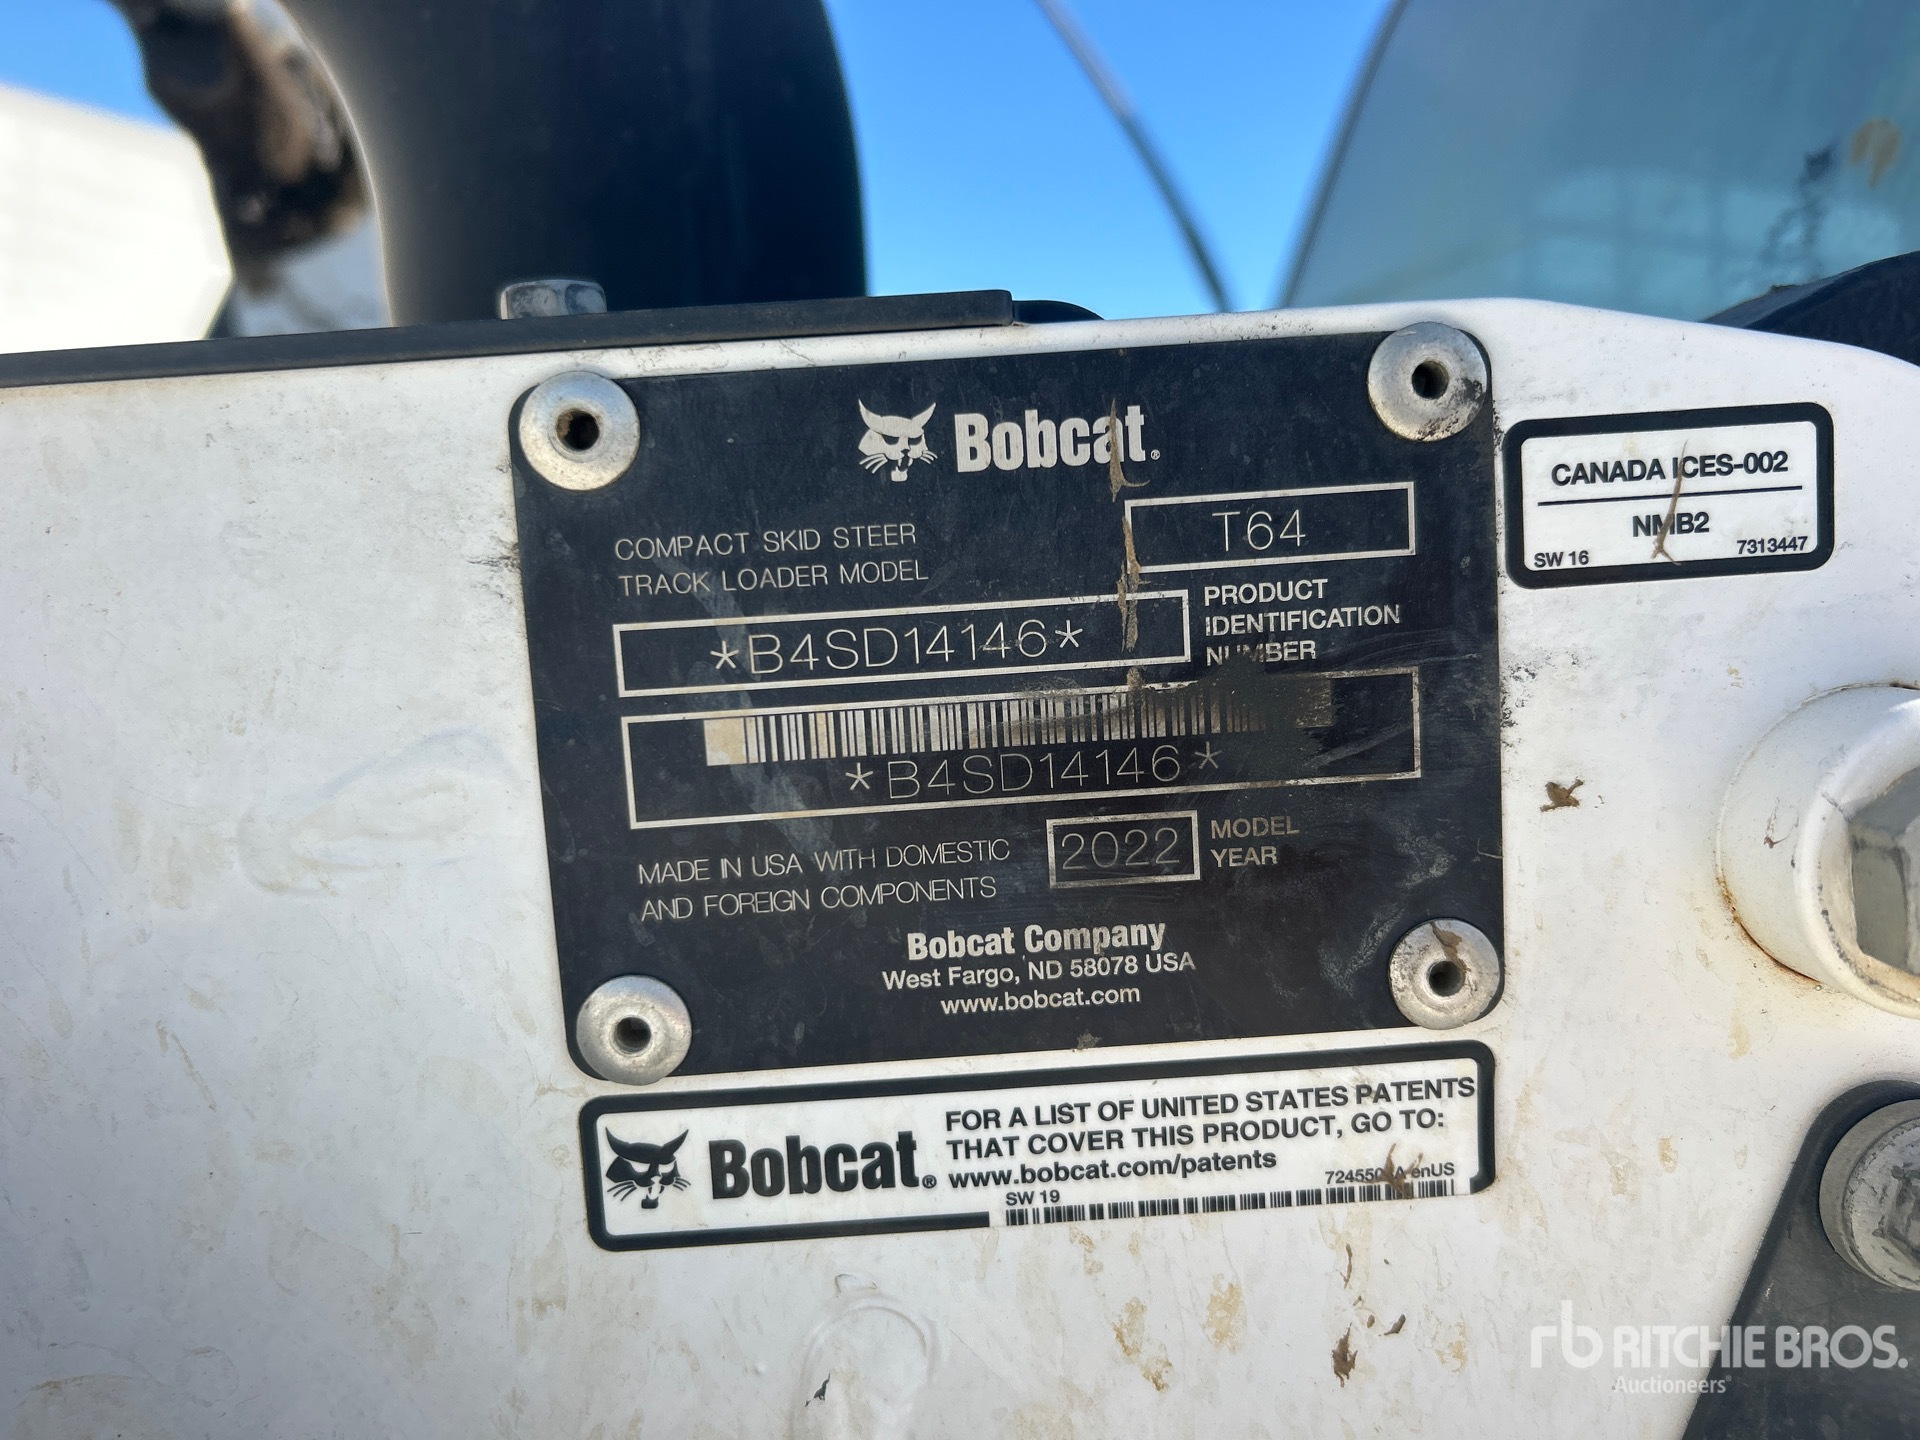 Bobcat®
COMPACT SKID STEER
TRACK LOADER MODEL
T64
*B4SD14146*
PRODUCT
IDENTIFICATION
NUMBER
*B4SD14146*
MADE IN USA WITH DOMESTIC
AND FOREIGN COMPONENTS
2022
MODEL
YEAR
Bobcat Company
West Fargo, ND 58078 USA
www.bobcat.com
CANADA ICES-002
NMB2
SW 16
7313447
Bobcat®
FOR A LIST OF UNITED STATES PATENTS
THAT COVER THIS PRODUCT, GO TO:
www.bobcat.com/patents
SW 19
enUS
rb RITCHIE BROS.
Auctioneers